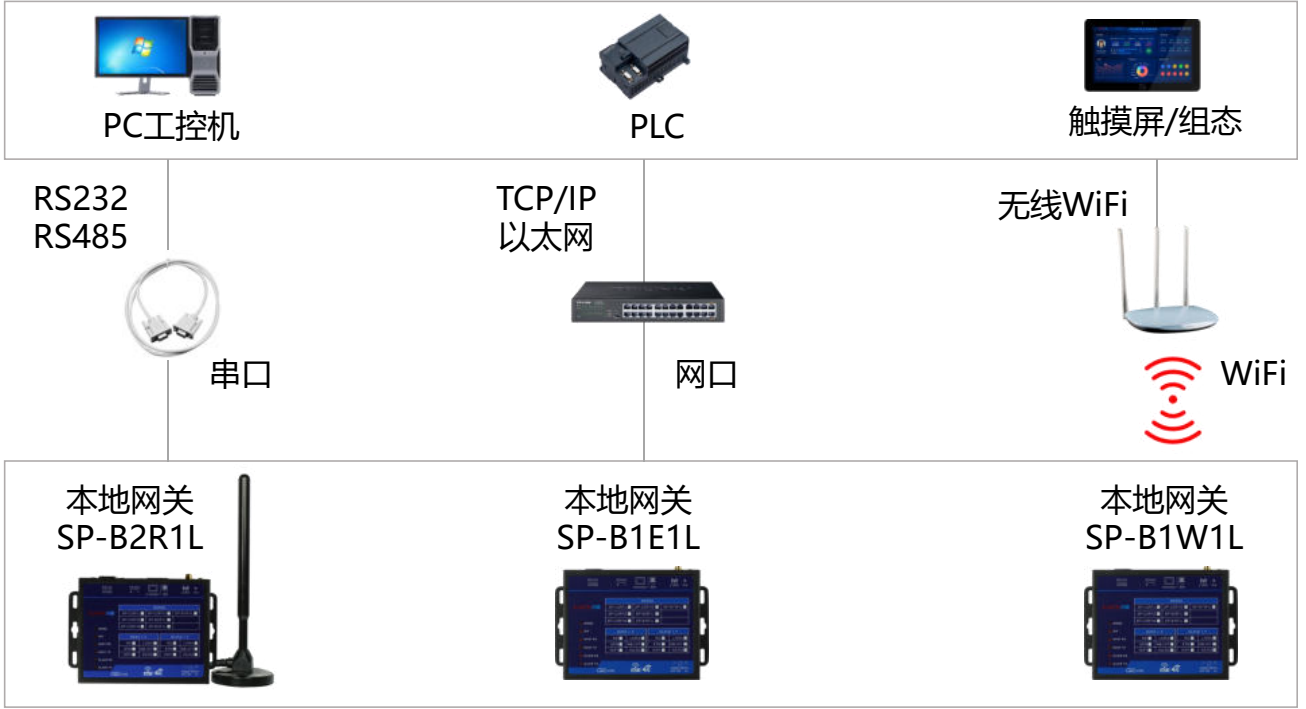 PC工控机
PLC
触摸屏/组态
RS232
RS485
TCP/IP
以太网
无线WiFi
串口
网口
WiFi
本地网关
SP-B2R1L
本地网关
SP-B1E1L
本地网关
SP-B1W1L